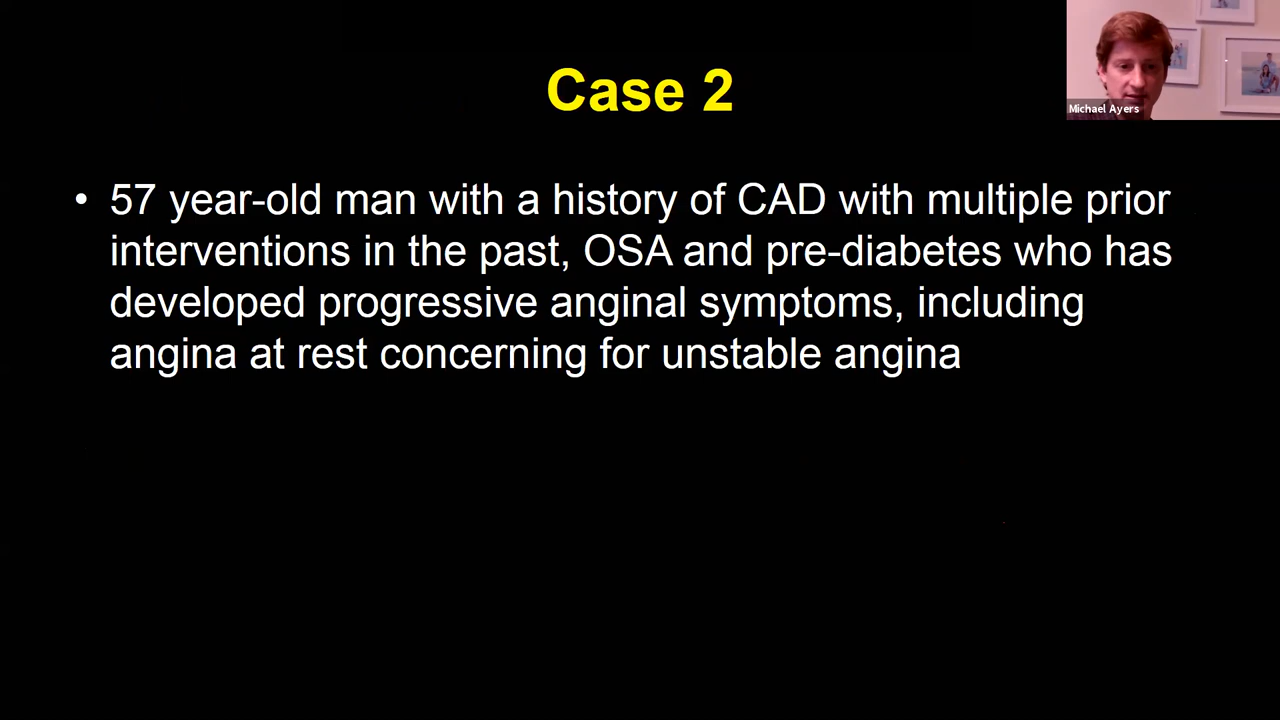 Case 2
Michael Ayers
• 57 year-old man with a history of CAD with multiple prior
interventions in the past, OSA and pre-diabetes who has
developed progressive anginal symptoms, including
angina at rest concerning for unstable angina